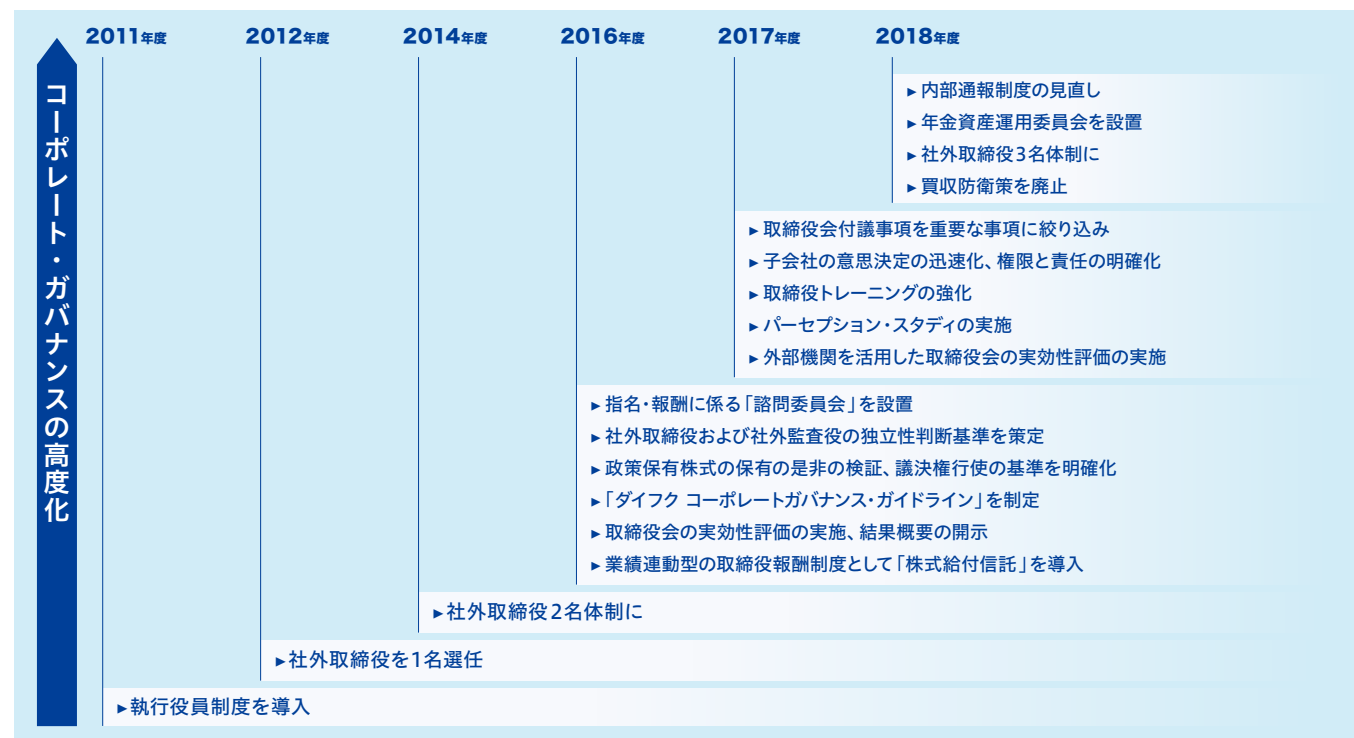 2011年度
2012年度
2014年度
2016年度
2017年度
2018年度
コーポレート・ガバナンスの高度化
▸内部通報制度の見直し
▸年金資産運用委員会を設置
▸社外取締役3名体制に
▸買収防衛策を廃止
▸取締役会付議事項を重要な事項に絞り込み
▸子会社の意思決定の迅速化、権限と責任の明確化
▸取締役トレーニングの強化
▸パーセプション・スタディの実施
▸外部機関を活用した取締役会の実効性評価の実施
▸指名・報酬に係る「諮問委員会」を設置
▸社外取締役および社外監査役の独立性判断基準を策定
▸政策保有株式の保有の是非の検証、議決権行使の基準を明確化
▸「ダイフク コーポレートガバナンス・ガイドライン」を制定
▸取締役会の実効性評価の実施、結果概要の開示
▸業績連動型の取締役報酬制度として「株式給付信託」を導入
▸社外取締役2名体制に
▸社外取締役を1名選任
▸執行役員制度を導入